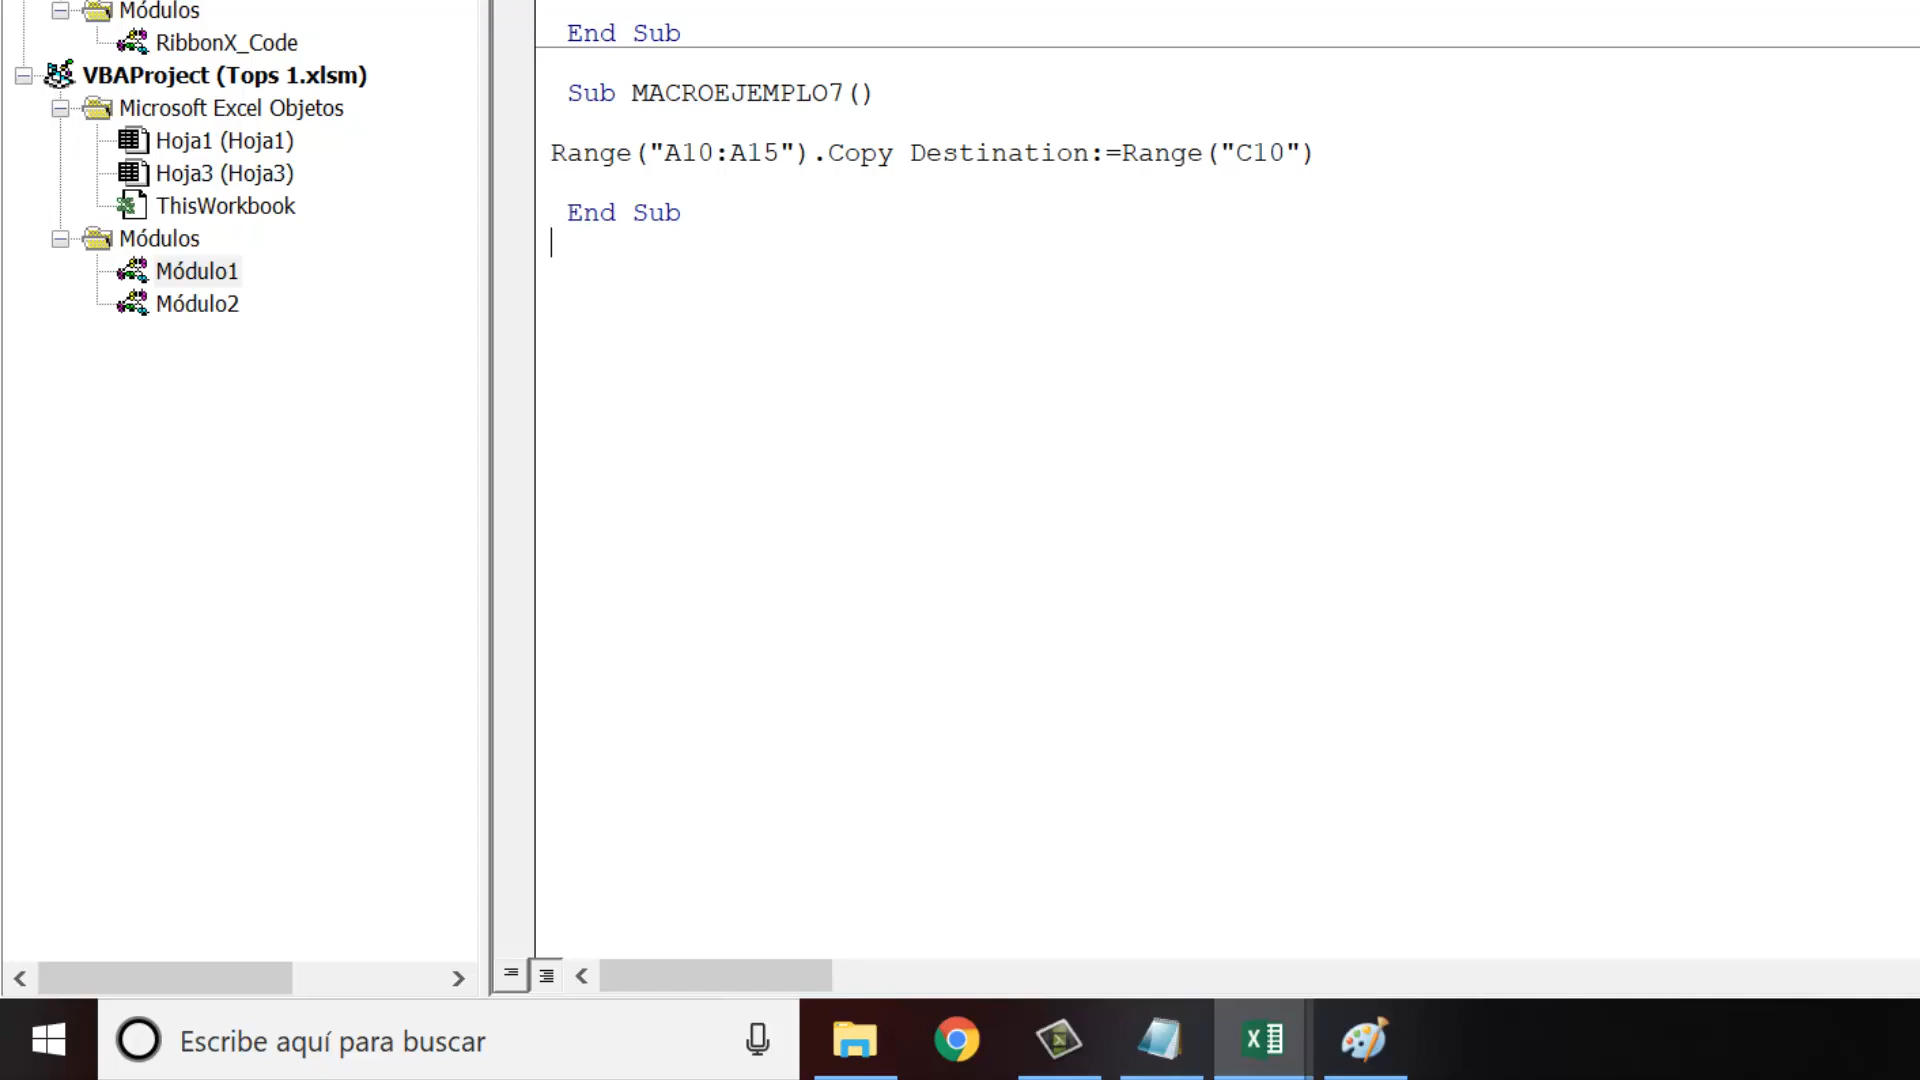 Módulos
RibbonX_Code
VBAProject (Tops 1.xlsm)
Microsoft Excel Objetos
Hoja1 (Hoja1)
Hoja3 (Hoja3)
ThisWorkbook
Módulos
Módulo1
Módulo2
End Sub
Sub MACROEJEMPLO7()
Range("A10:A15").Copy Destination:=Range("C10")
End Sub
Escribe aquí para buscar